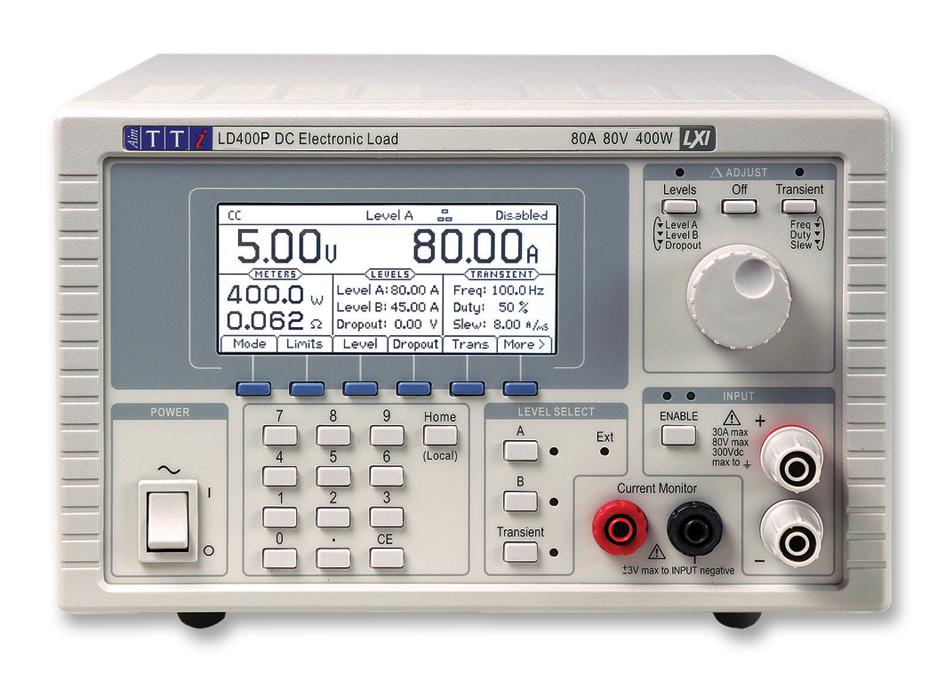 Aim TTi LD400P DC Electronic Load 80A 80V 400W LXI
CC Level A Disabled
5.00V 80.00A
METERS LEVELS TRANSIENT
400.0 W Level A: 80.00 A Freq: 100.0 Hz
Level B: 45.00 A Duty: 50 %
0.062 Ω Dropout: 0.00 V Slew: 8.00 A/ms
Mode Limits Level Dropout Trans More >
△ ADJUST
Levels Off Transient
Level A Freq
Level B Duty
Dropout Slew
POWER
I
O
7 8 9 Home
(Local)
4 5 6
1 2 3
0 . CE
LEVEL SELECT
A
Ext
B
Transient
INPUT
ENABLE
+
30A max
80V max
300Vdc
max to ⏚
−
Current Monitor
±3V max to INPUT negative